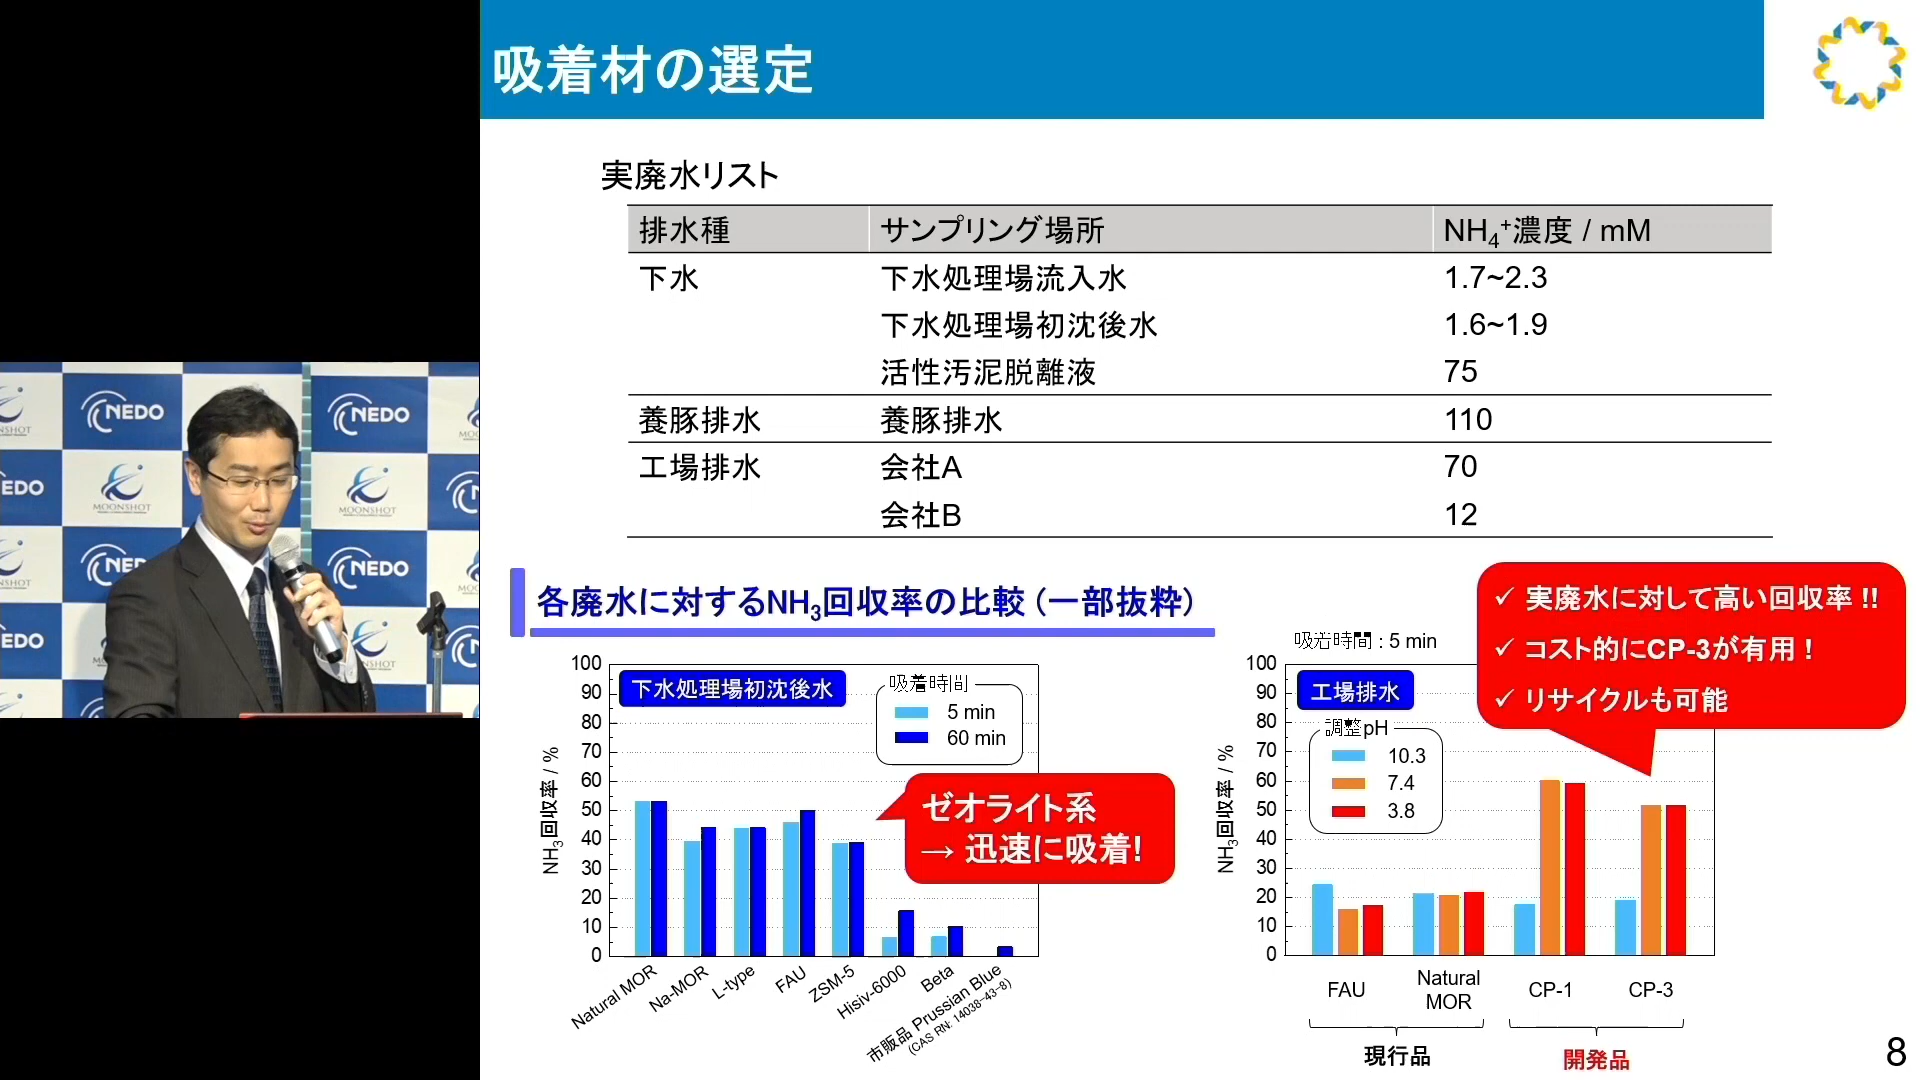 吸着材の選定
実廃水リスト
排水種 サンプリング場所 NH₄⁺濃度 / mM
下水 下水処理場流入水 1.7~2.3
下水処理場初沈後水 1.6~1.9
活性汚泥脱離液 75
養豚排水 養豚排水 110
工場排水 会社A 70
会社B 12
各廃水に対するNH₃回収率の比較（一部抜粋）
下水処理場初沈後水
吸着時間
5 min
60 min
NH₃回収率 / %
100
90
80
70
60
50
40
30
20
10
0
Natural MOR
Na-MOR
L-type
FAU
ZSM-5
Hisiv-6000
Beta
市販品 Prussian Blue
(CAS RN: 14038-43-8)
ゼオライト系
→ 迅速に吸着!
吸着時間 : 5 min
工場排水
調整pH
10.3
7.4
3.8
NH₃回収率 / %
100
90
80
70
60
50
40
30
20
10
0
FAU
Natural
MOR
CP-1
CP-3
現行品
開発品
✓ 実廃水に対して高い回収率 !!
✓ コスト的にCP-3が有用 !
✓ リサイクルも可能
8
NEDO
NEDO
EDO
MOONSHOT
MOONSHOT
NEDO
EDO